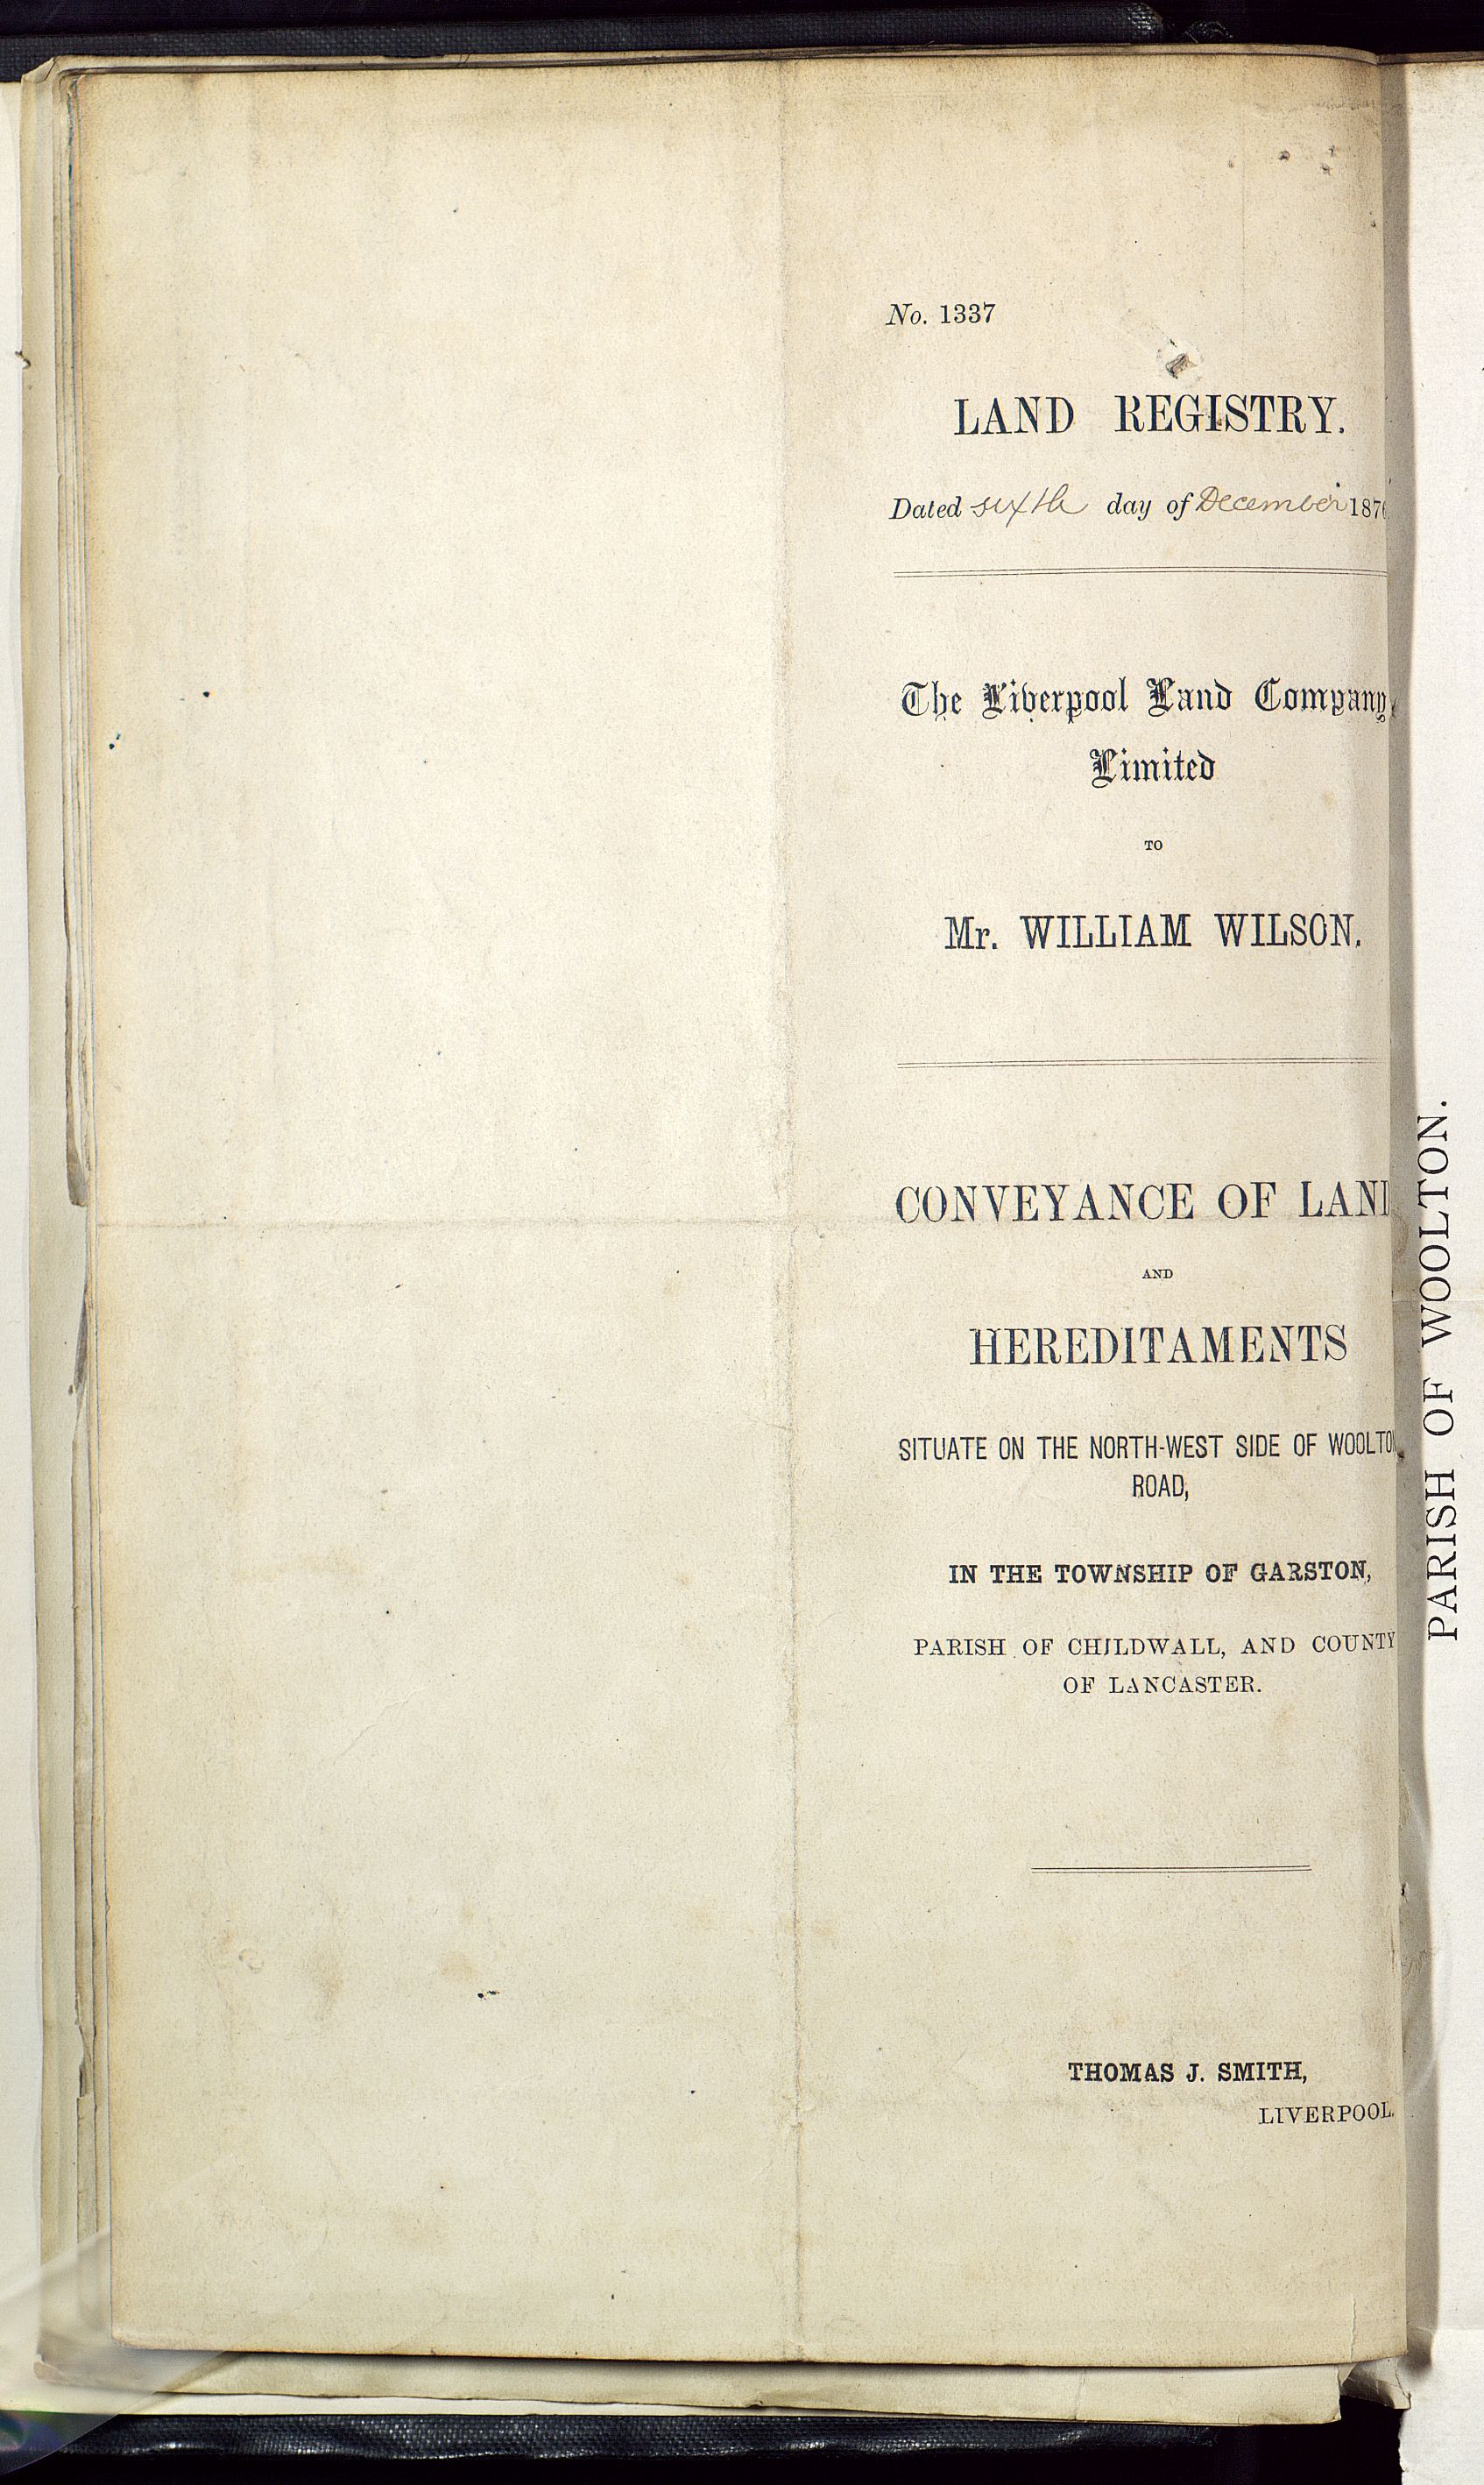 No. 1337
LAND REGISTRY.
Dated sixth day of December 187
The Liverpool Land Company,
Limited
TO
Mr. WILLIAM WILSON.
CONVEYANCE OF LAND
AND
HEREDITAMENTS
SITUATE ON THE NORTH-WEST SIDE OF WOOLTON
ROAD,
IN THE TOWNSHIP OF GARSTON,
PARISH OF CHILDWALL, AND COUNTY
OF LANCASTER.
THOMAS J. SMITH,
LIVERPOOL.
PARISH OF WOOLTON.